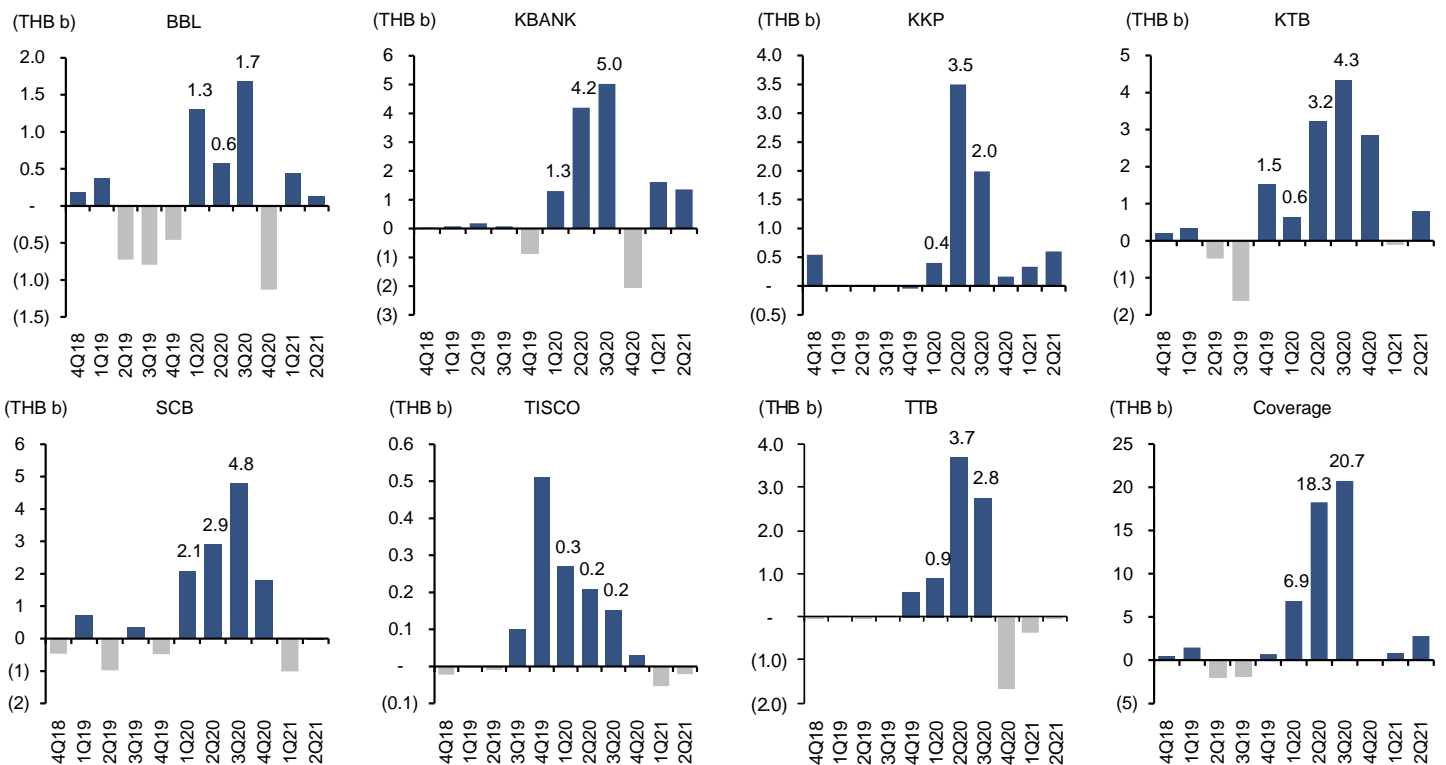 (THB b) BBL
2.0
1.5
1.0
0.5
-
(0.5)
(1.0)
(1.5)
1.3
0.6
1.7
4Q18
1Q19
2Q19
3Q19
4Q19
1Q20
2Q20
3Q20
4Q20
1Q21
2Q21
(THB b) KBANK
6
5
4
3
2
1
0
(1)
(2)
(3)
1.3
4.2
5.0
4Q18
1Q19
2Q19
3Q19
4Q19
1Q20
2Q20
3Q20
4Q20
1Q21
2Q21
(THB b) KKP
4.0
3.5
3.0
2.5
2.0
1.5
1.0
0.5
-
(0.5)
0.4
3.5
2.0
4Q18
1Q19
2Q19
3Q19
4Q19
1Q20
2Q20
3Q20
4Q20
1Q21
2Q21
(THB b) KTB
5
4
3
2
1
0
(1)
(2)
1.5
0.6
3.2
4.3
4Q18
1Q19
2Q19
3Q19
4Q19
1Q20
2Q20
3Q20
4Q20
1Q21
2Q21
(THB b) SCB
6
5
4
3
2
1
0
(1)
(2)
2.1
2.9
4.8
4Q18
1Q19
2Q19
3Q19
4Q19
1Q20
2Q20
3Q20
4Q20
1Q21
2Q21
(THB b) TISCO
0.6
0.5
0.4
0.3
0.2
0.1
-
(0.1)
0.3
0.2
0.2
4Q18
1Q19
2Q19
3Q19
4Q19
1Q20
2Q20
3Q20
4Q20
1Q21
2Q21
(THB b) TTB
4.0
3.0
2.0
1.0
-
(1.0)
(2.0)
0.9
3.7
2.8
4Q18
1Q19
2Q19
3Q19
4Q19
1Q20
2Q20
3Q20
4Q20
1Q21
2Q21
(THB b) Coverage
25
20
15
10
5
0
(5)
6.9
18.3
20.7
4Q18
1Q19
2Q19
3Q19
4Q19
1Q20
2Q20
3Q20
4Q20
1Q21
2Q21